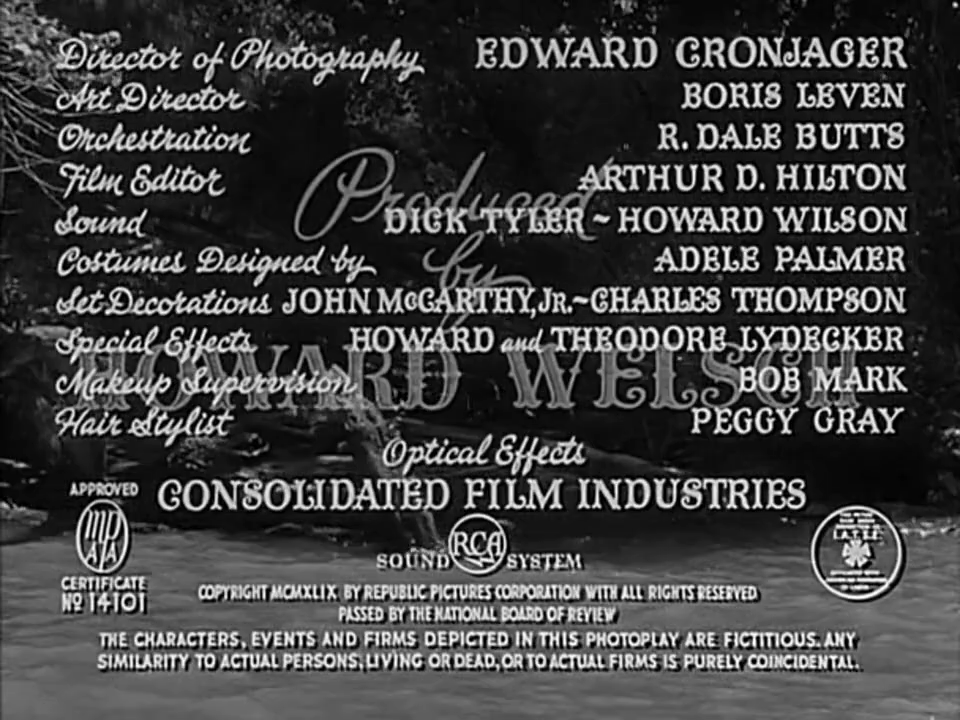 Director of Photography EDWARD CRONJAGER
Art Director BORIS LEVEN
Orchestration R. DALE BUTTS
Film Editor ARTHUR D. HILTON
Sound DICK TYLER ~ HOWARD WILSON
Costumes Designed by ADELE PALMER
Set Decorations JOHN McCARTHY, Jr. ~ CHARLES THOMPSON
Special Effects HOWARD and THEODORE LYDECKER
Makeup Supervision BOB MARK
Hair Stylist PEGGY GRAY
Produced
by
HOWARD WELSCH
Optical Effects
CONSOLIDATED FILM INDUSTRIES
APPROVED
MPAA
CERTIFICATE
No 14101
SOUND RCA SYSTEM
I.A.T.S.E.
COPYRIGHT MCMXLIX BY REPUBLIC PICTURES CORPORATION WITH ALL RIGHTS RESERVED
PASSED BY THE NATIONAL BOARD OF REVIEW
THE CHARACTERS, EVENTS AND FIRMS DEPICTED IN THIS PHOTOPLAY ARE FICTITIOUS. ANY
SIMILARITY TO ACTUAL PERSONS, LIVING OR DEAD, OR TO ACTUAL FIRMS IS PURELY COINCIDENTAL.